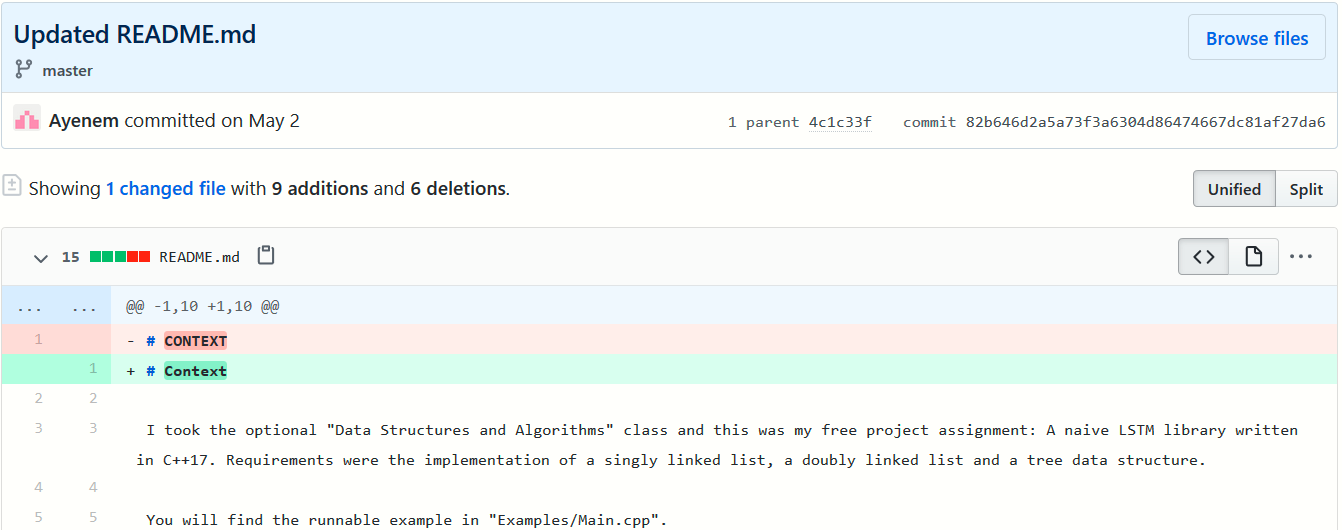 Updated README.md
Browse files
master
Ayenem committed on May 2
1 parent 4c1c33f commit 82b646d2a5a73f3a6304d86474667dc81af27da6
Showing 1 changed file with 9 additions and 6 deletions.
Unified Split
15 README.md
... ... @@ -1,10 +1,10 @@
1 - # CONTEXT
1 + # Context
2 2
3 3 I took the optional "Data Structures and Algorithms" class and this was my free project assignment: A naive LSTM library written
in C++17. Requirements were the implementation of a singly linked list, a doubly linked list and a tree data structure.
4 4
5 5 You will find the runnable example in "Examples/Main.cpp".